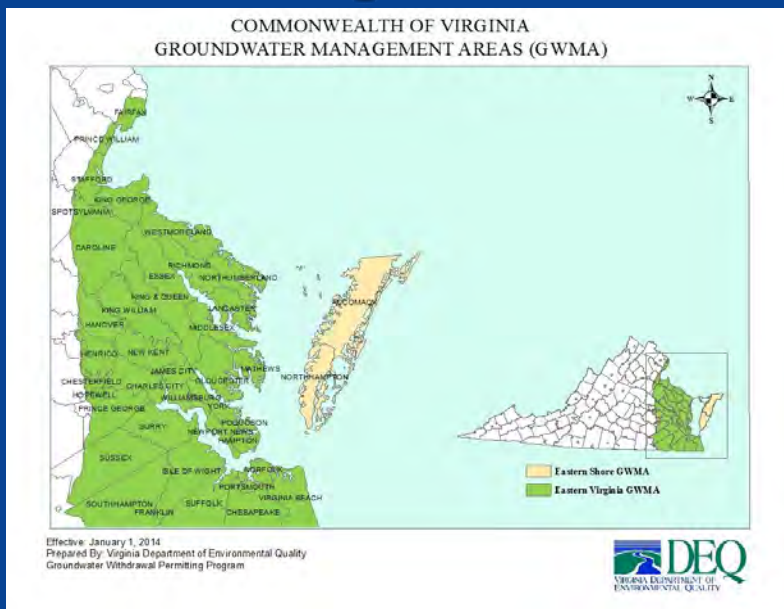 COMMONWEALTH OF VIRGINIA
GROUNDWATER MANAGEMENT AREAS (GWMA)
N
W E
S
FAIRFAX
PRINCE WILLIAM
STAFFORD
KING GEORGE
SPOTSYLVANIA
WESTMORELAND
CAROLINE
RICHMOND
ESSEX NORTHUMBERLAND
ACCOMACK
KING & QUEEN
LANCASTER
KING WILLIAM
HANOVER
MIDDLESEX
HENRICO NEW KENT
JAMES CITY
MATHEWS
NORTHAMPTON
CHESTERFIELD
CHARLES CITY
GLOUCESTER
HOPEWELL
WILLIAMSBURG
PRINCE GEORGE
YORK
POQUOSON
SURRY
NEWPORT NEWS
HAMPTON
SUSSEX
ISLE OF WIGHT
NORFOLK
PORTSMOUTH
SOUTHAMPTON
SUFFOLK
VIRGINIA BEACH
FRANKLIN
CHESAPEAKE
Eastern Shore GWMA
Eastern Virginia GWMA
Effective: January 1, 2014
Prepared By: Virginia Department of Environmental Quality
Groundwater Withdrawal Permitting Program
DEQ
VIRGINIA DEPARTMENT OF
ENVIRONMENTAL QUALITY